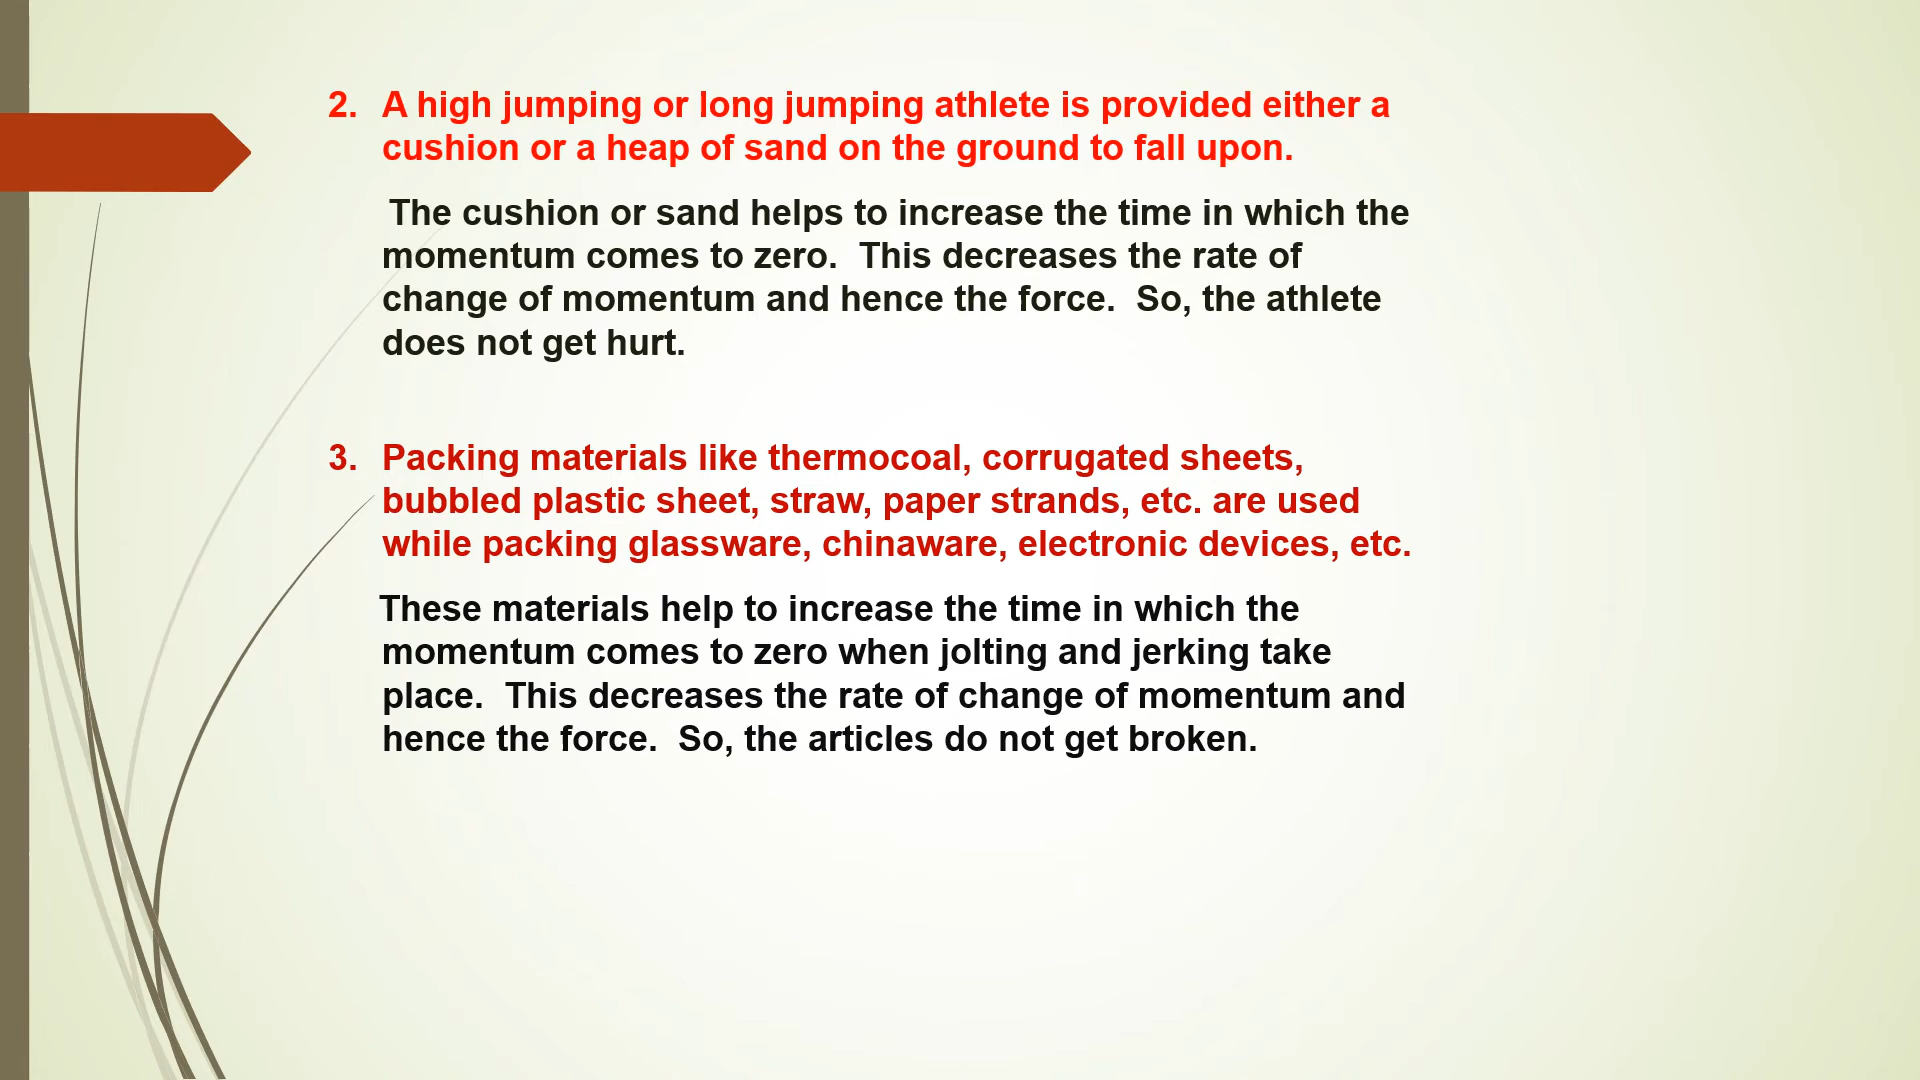 2. A high jumping or long jumping athlete is provided either a
cushion or a heap of sand on the ground to fall upon.
The cushion or sand helps to increase the time in which the
momentum comes to zero. This decreases the rate of
change of momentum and hence the force. So, the athlete
does not get hurt.
3. Packing materials like thermocoal, corrugated sheets,
bubbled plastic sheet, straw, paper strands, etc. are used
while packing glassware, chinaware, electronic devices, etc.
These materials help to increase the time in which the
momentum comes to zero when jolting and jerking take
place. This decreases the rate of change of momentum and
hence the force. So, the articles do not get broken.